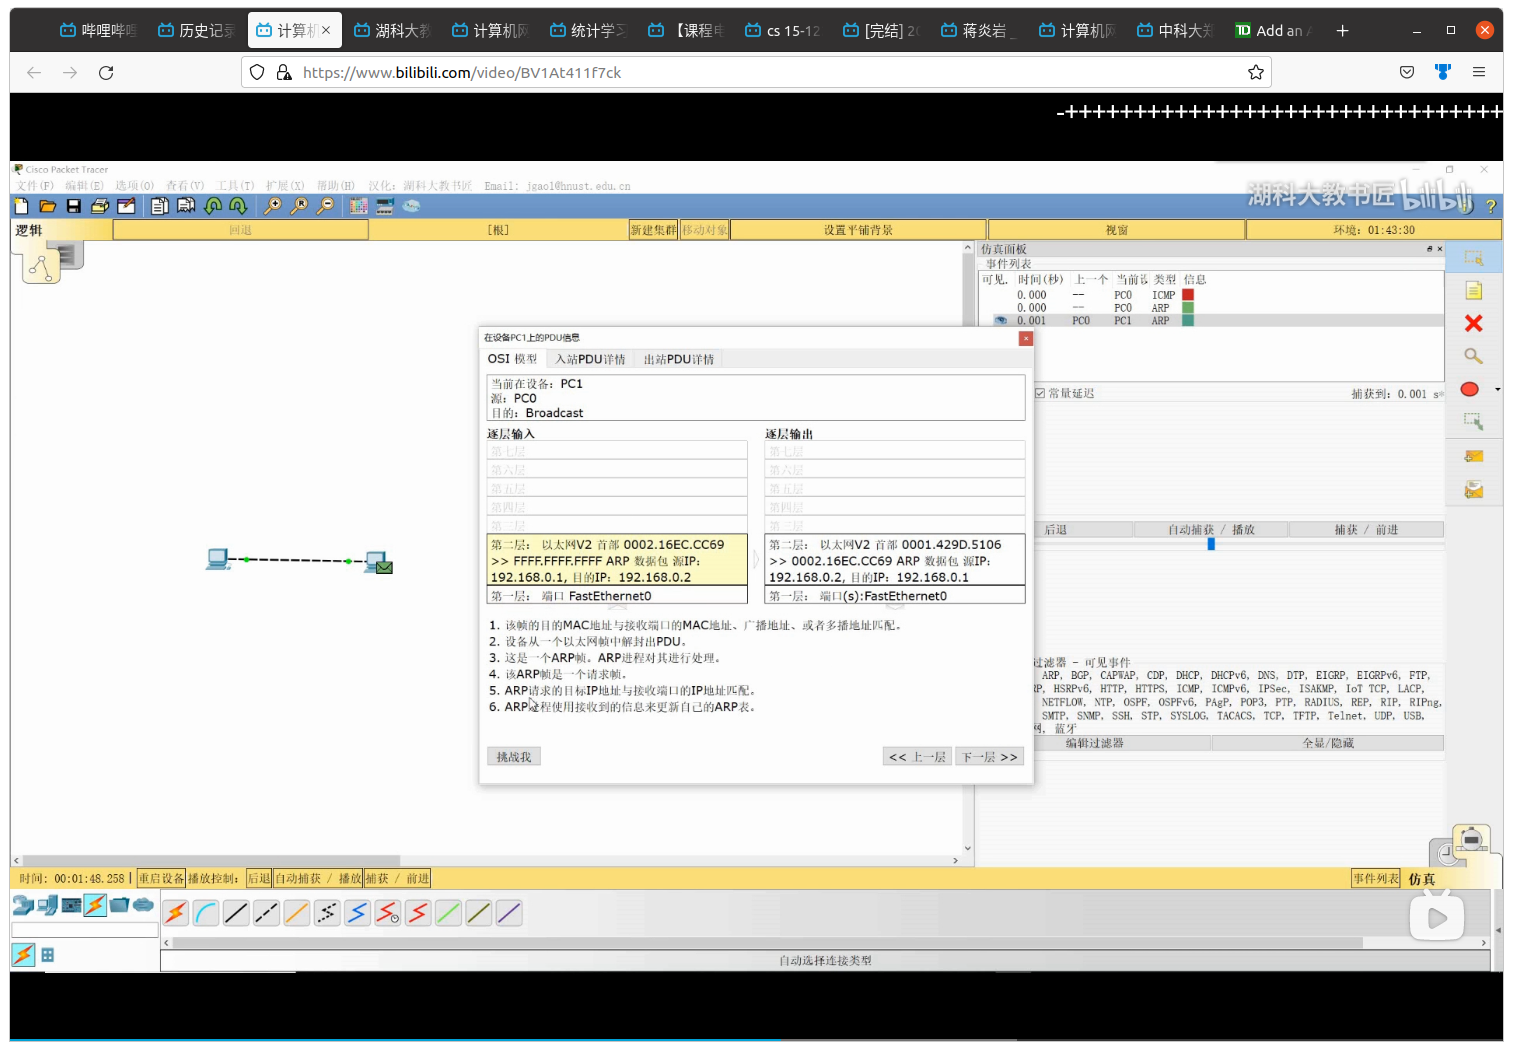 哔哩哔哩
历史记录
计算机
湖科大教
计算机网
统计学习
【课程电
cs 15-12
[完结] 20
蒋炎岩_
计算机网
中科大郑
Add an A
https://www.bilibili.com/video/BV1At411f7ck
-++++++++++++++++++++++++++++++++
Cisco Packet Tracer
文件(F) 编辑(E) 选项(O) 查看(V) 工具(T) 扩展(X) 帮助(H) 汉化: 湖科大教书匠 Email: jgaol@hnust.edu.cn
湖科大教书匠 bilibili
逻辑 回退 [根] 新建集群 移动对象 设置平铺背景 视窗 环境: 01:43:30
仿真面板
事件列表
可见. 时间(秒) 上一个 当前设 类型 信息
0.000 -- PC0 ICMP
0.000 -- PC0 ARP
0.001 PC0 PC1 ARP
常量延迟 捕获到: 0.001 s
后退 自动捕获 / 播放 捕获 / 前进
过滤器 - 可见事件
ARP, BGP, CAPWAP, CDP, DHCP, DHCPv6, DNS, DTP, EIGRP, EIGRPv6, FTP,
P, HSRPv6, HTTP, HTTPS, ICMP, ICMPv6, IPSec, ISAKMP, IoT TCP, LACP,
NETFLOW, NTP, OSPF, OSPFv6, PAgP, POP3, PTP, RADIUS, REP, RIP, RIPng,
SMTP, SNMP, SSH, STP, SYSLOG, TACACS, TCP, TFTP, Telnet, UDP, USB,
网, 蓝牙
编辑过滤器 全显/隐藏
在设备PC1上的PDU信息
OSI 模型 入站PDU详情 出站PDU详情
当前在设备: PC1
源: PC0
目的: Broadcast
逐层输入
第七层
第六层
第五层
第四层
第三层
第二层: 以太网V2 首部 0002.16EC.CC69
>> FFFF.FFFF.FFFF ARP 数据包 源IP:
192.168.0.1, 目的IP: 192.168.0.2
第一层: 端口 FastEthernet0
逐层输出
第七层
第六层
第五层
第四层
第三层
第二层: 以太网V2 首部 0001.429D.5106
>> 0002.16EC.CC69 ARP 数据包 源IP:
192.168.0.2, 目的IP: 192.168.0.1
第一层: 端口(s):FastEthernet0
1. 该帧的目的MAC地址与接收端口的MAC地址、广播地址、或者多播地址匹配。
2. 设备从一个以太网帧中解封出PDU。
3. 这是一个ARP帧。ARP进程对其进行处理。
4. 该ARP帧是一个请求帧。
5. ARP请求的目标IP地址与接收端口的IP地址匹配。
6. ARP进程使用接收到的信息来更新自己的ARP表。
挑战我 << 上一层 下一层 >>
时间: 00:01:48.258 重启设备 播放控制: 后退 自动捕获 / 播放 捕获 / 前进 事件列表 仿真
自动选择连接类型